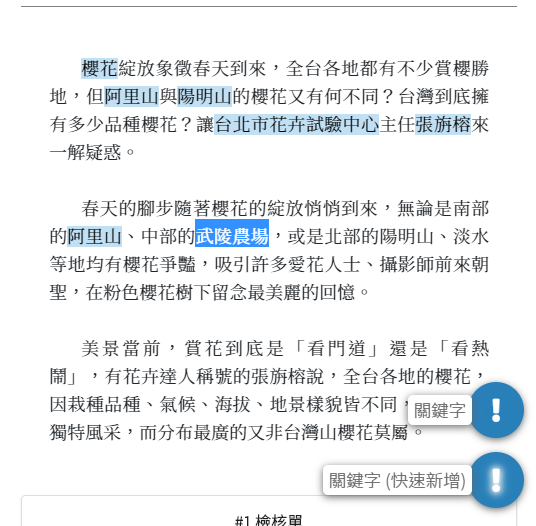 櫻花綻放象徵春天到來，全台各地都有不少賞櫻勝
地，但阿里山與陽明山的櫻花又有何不同？台灣到底擁
有多少品種櫻花？讓台北市花卉試驗中心主任張旃榕來
一解疑惑。
春天的腳步隨著櫻花的綻放悄悄到來，無論是南部
的阿里山、中部的武陵農場，或是北部的陽明山、淡水
等地均有櫻花爭豔，吸引許多愛花人士、攝影師前來朝
聖，在粉色櫻花樹下留念最美麗的回憶。
美景當前，賞花到底是「看門道」還是「看熱
鬧」，有花卉達人稱號的張旃榕說，全台各地的櫻花，
因栽種品種、氣候、海拔、地景樣貌皆不同，
關鍵字
獨特風采，而分布最廣的又非台灣山櫻花莫屬。
關鍵字 (快速新增)
#1 檢核單